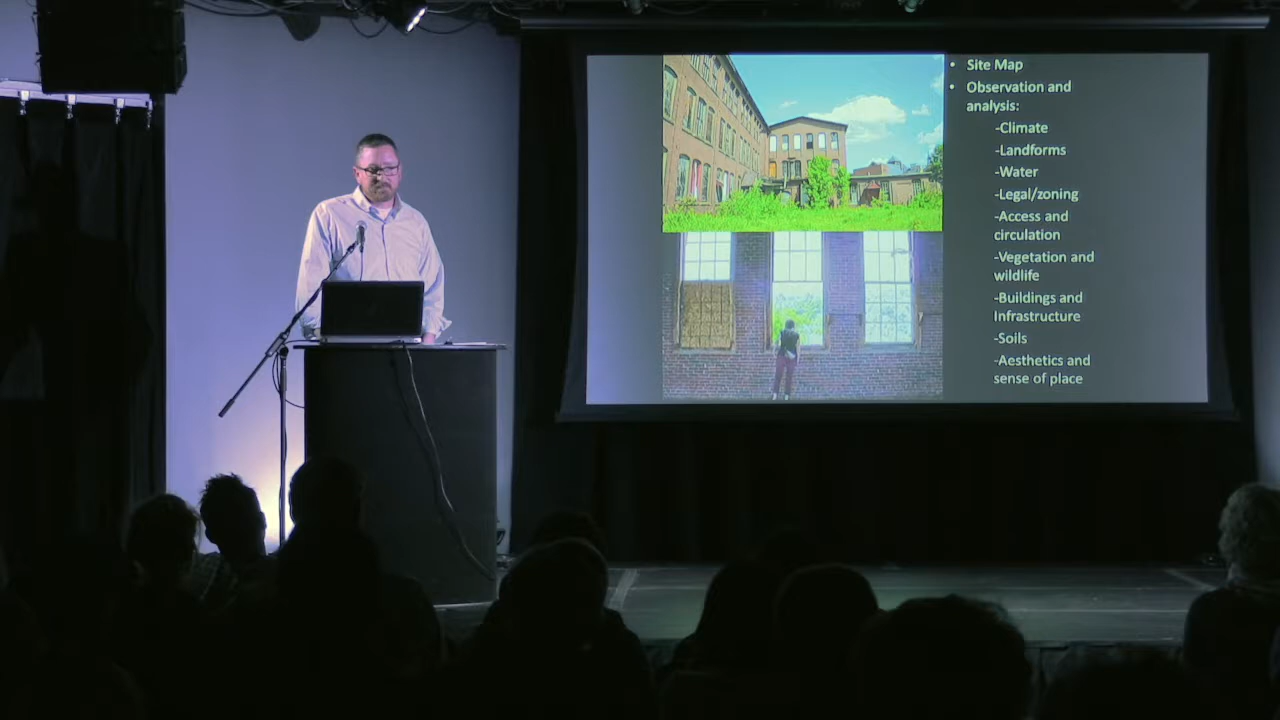 • Site Map
• Observation and
analysis:
-Climate
-Landforms
-Water
-Legal/zoning
-Access and
circulation
-Vegetation and
wildlife
-Buildings and
Infrastructure
-Soils
-Aesthetics and
sense of place